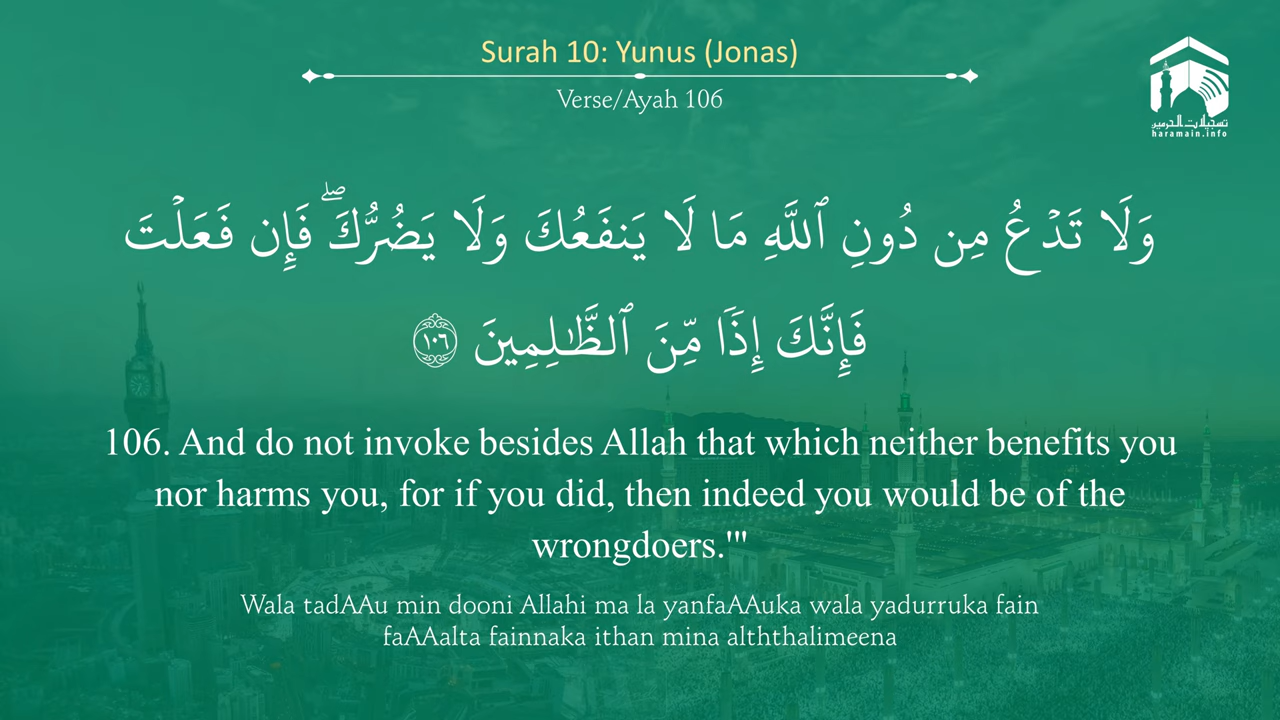 Surah 10: Yunus (Jonas)
Verse/Ayah 106
تسجيلات الحرمين
haramain.info
وَلَا تَدۡعُ مِن دُونِ ٱللَّهِ مَا لَا يَنفَعُكَ وَلَا يَضُرُّكَۖ فَإِن فَعَلۡتَ
فَإِنَّكَ إِذٗا مِّنَ ٱلظَّٰلِمِينَ ١٠٦
106. And do not invoke besides Allah that which neither benefits you
nor harms you, for if you did, then indeed you would be of the
wrongdoers.'"
Wala tadAAu min dooni Allahi ma la yanfaAAuka wala yadurruka fain
faAAalta fainnaka ithan mina alththalimeena